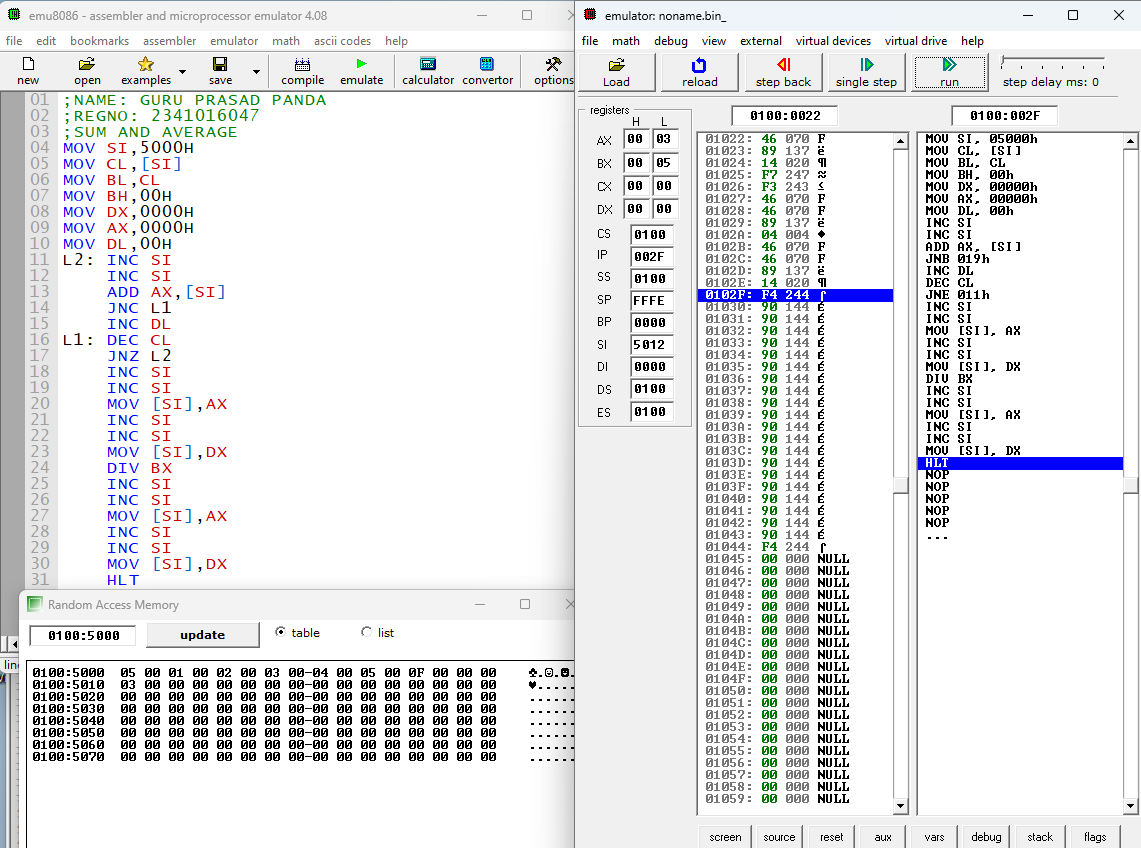 emu8086 - assembler and microprocessor emulator 4.08
file edit bookmarks assembler emulator math ascii codes help
new open examples save compile emulate calculator convertor options
01 ;NAME: GURU PRASAD PANDA
02 ;REGNO: 2341016047
03 ;SUM AND AVERAGE
04 MOV SI,5000H
05 MOV CL,[SI]
06 MOV BL,CL
07 MOV BH,00H
08 MOV DX,0000H
09 MOV AX,0000H
10 MOV DL,00H
11 L2: INC SI
12 INC SI
13 ADD AX,[SI]
14 JNC L1
15 INC DL
16 L1: DEC CL
17 JNZ L2
18 INC SI
19 INC SI
20 MOV [SI],AX
21 INC SI
22 INC SI
23 MOV [SI],DX
24 DIV BX
25 INC SI
26 INC SI
27 MOV [SI],AX
28 INC SI
29 INC SI
30 MOV [SI],DX
31 HLT
Random Access Memory
0100:5000 update table list
0100:5000 05 00 01 00 02 00 03 00-04 00 05 00 0F 00 00 00
0100:5010 03 00 00 00 00 00 00 00-00 00 00 00 00 00 00 00
0100:5020 00 00 00 00 00 00 00 00-00 00 00 00 00 00 00 00
0100:5030 00 00 00 00 00 00 00 00-00 00 00 00 00 00 00 00
0100:5040 00 00 00 00 00 00 00 00-00 00 00 00 00 00 00 00
0100:5050 00 00 00 00 00 00 00 00-00 00 00 00 00 00 00 00
0100:5060 00 00 00 00 00 00 00 00-00 00 00 00 00 00 00 00
0100:5070 00 00 00 00 00 00 00 00-00 00 00 00 00 00 00 00
emulator: noname.bin_
file math debug view external virtual devices virtual drive help
Load reload step back single step run step delay ms: 0
registers
H L
AX 00 03
BX 00 05
CX 00 00
DX 00 00
CS 0100
IP 002F
SS 0100
SP FFFE
BP 0000
SI 5012
DI 0000
DS 0100
ES 0100
0100:0022
01022: 46 070 F
01023: 89 137 ë
01024: 14 020 ¶
01025: F7 247 ≈
01026: F3 243 ≤
01027: 46 070 F
01028: 46 070 F
01029: 89 137 ë
0102A: 04 004 ♦
0102B: 46 070 F
0102C: 46 070 F
0102D: 89 137 ë
0102E: 14 020 ¶
0102F: F4 244 ⌠
01030: 90 144 É
01031: 90 144 É
01032: 90 144 É
01033: 90 144 É
01034: 90 144 É
01035: 90 144 É
01036: 90 144 É
01037: 90 144 É
01038: 90 144 É
01039: 90 144 É
0103A: 90 144 É
0103B: 90 144 É
0103C: 90 144 É
0103D: 90 144 É
0103E: 90 144 É
0103F: 90 144 É
01040: 90 144 É
01041: 90 144 É
01042: 90 144 É
01043: 90 144 É
01044: F4 244 ⌠
01045: 00 000 NULL
01046: 00 000 NULL
01047: 00 000 NULL
01048: 00 000 NULL
01049: 00 000 NULL
0104A: 00 000 NULL
0104B: 00 000 NULL
0104C: 00 000 NULL
0104D: 00 000 NULL
0104E: 00 000 NULL
0104F: 00 000 NULL
01050: 00 000 NULL
01051: 00 000 NULL
01052: 00 000 NULL
01053: 00 000 NULL
01054: 00 000 NULL
01055: 00 000 NULL
01056: 00 000 NULL
01057: 00 000 NULL
01058: 00 000 NULL
01059: 00 000 NULL
0100:002F
MOV SI, 05000h
MOV CL, [SI]
MOV BL, CL
MOV BH, 00h
MOV DX, 00000h
MOV AX, 00000h
MOV DL, 00h
INC SI
INC SI
ADD AX, [SI]
JNB 019h
INC DL
DEC CL
JNE 011h
INC SI
INC SI
MOV [SI], AX
INC SI
INC SI
MOV [SI], DX
DIV BX
INC SI
INC SI
MOV [SI], AX
INC SI
INC SI
MOV [SI], DX
HLT
NOP
NOP
NOP
NOP
NOP
...
screen source reset aux vars debug stack flags